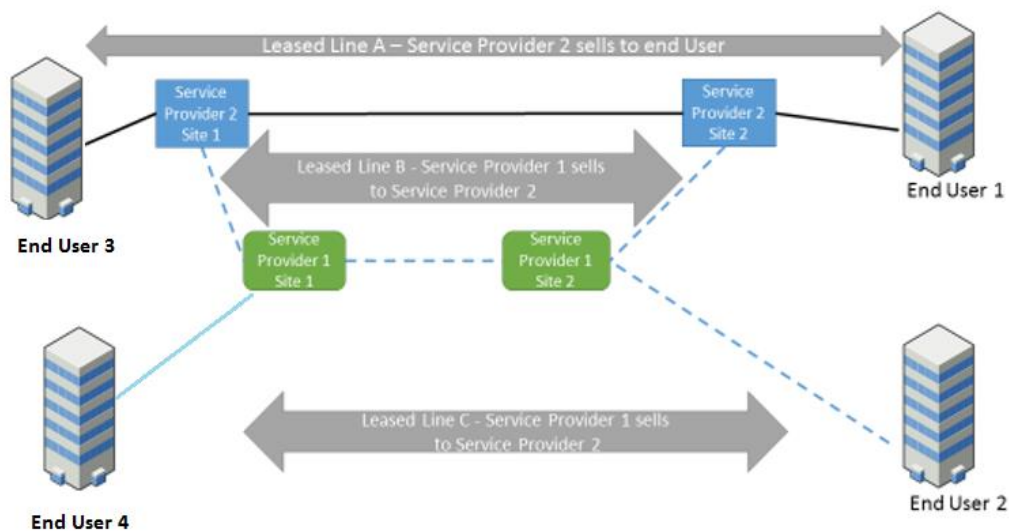 Leased Line A – Service Provider 2 sells to end User
Service
Provider 2
Site 1
Service
Provider 2
Site 2
Leased Line B - Service Provider 1 sells
to Service Provider 2
End User 1
End User 3
Service
Provider 1
Site 1
Service
Provider 1
Site 2
Leased Line C - Service Provider 1 sells
to Service Provider 2
End User 2
End User 4